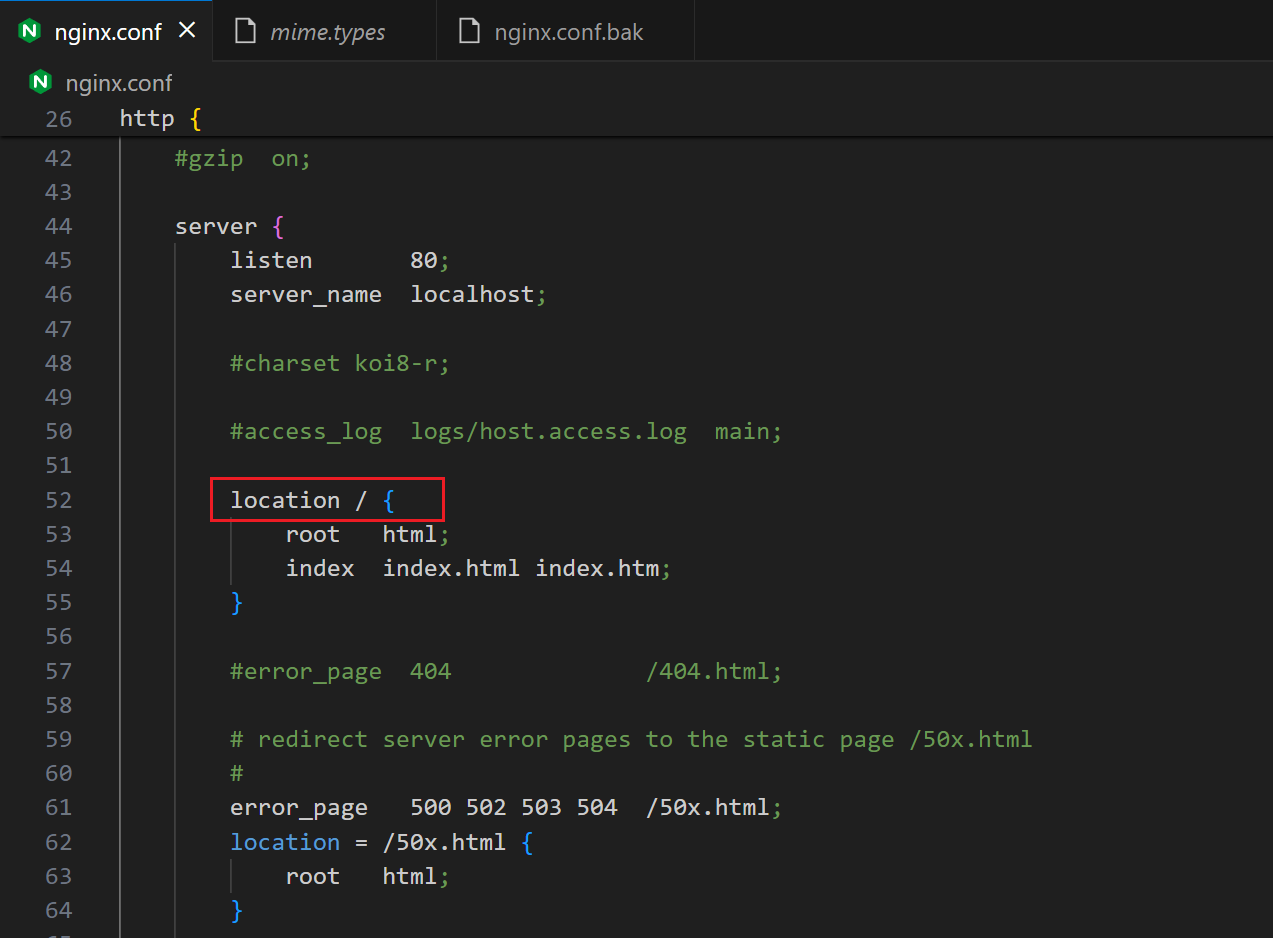 nginx.conf × mime.types nginx.conf.bak
nginx.conf
26 http {
42 #gzip  on;
43
44 server {
45 listen       80;
46 server_name  localhost;
47
48 #charset koi8-r;
49
50 #access_log  logs/host.access.log  main;
51
52 location / {
53 root   html;
54 index  index.html index.htm;
55 }
56
57 #error_page  404              /404.html;
58
59 # redirect server error pages to the static page /50x.html
60 #
61 error_page   500 502 503 504  /50x.html;
62 location = /50x.html {
63 root   html;
64 }